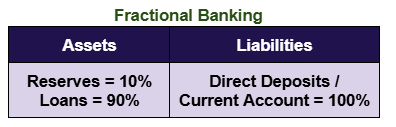 Fractional Banking
Assets
Liabilities
Reserves = 10%
Loans = 90%
Direct Deposits /
Current Account = 100%